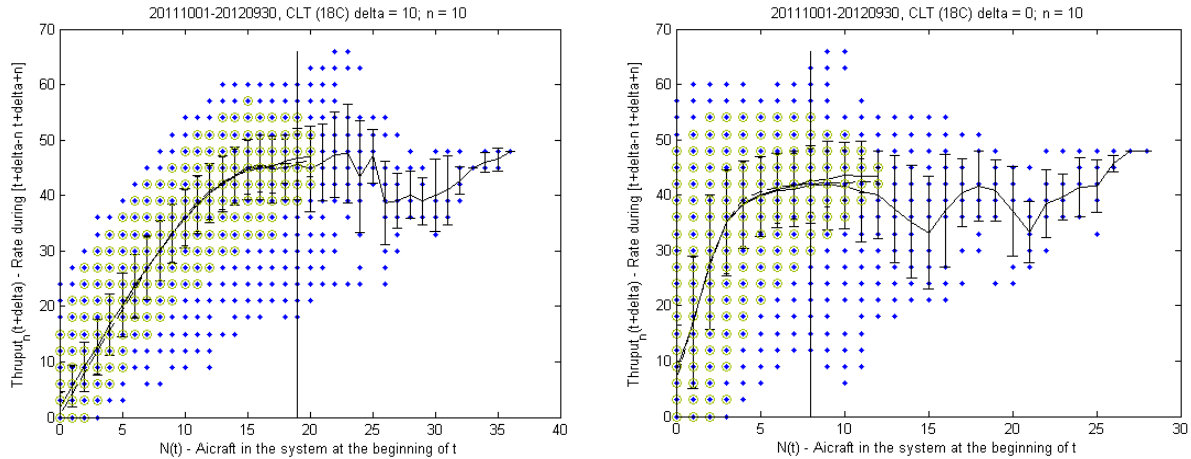 20111001-20120930, CLT (18C) delta = 10; n = 10
Thruput_n(t+delta) - Rate during [t+delta-n t+delta+n]
70
60
50
40
30
20
10
0
0 5 10 15 20 25 30 35 40
N(t) - Aicraft in the system at the beginning of t
20111001-20120930, CLT (18C) delta = 0; n = 10
Thruput_n(t+delta) - Rate during [t+delta-n t+delta+n]
70
60
50
40
30
20
10
0
0 5 10 15 20 25 30
N(t) - Aicraft in the system at the beginning of t